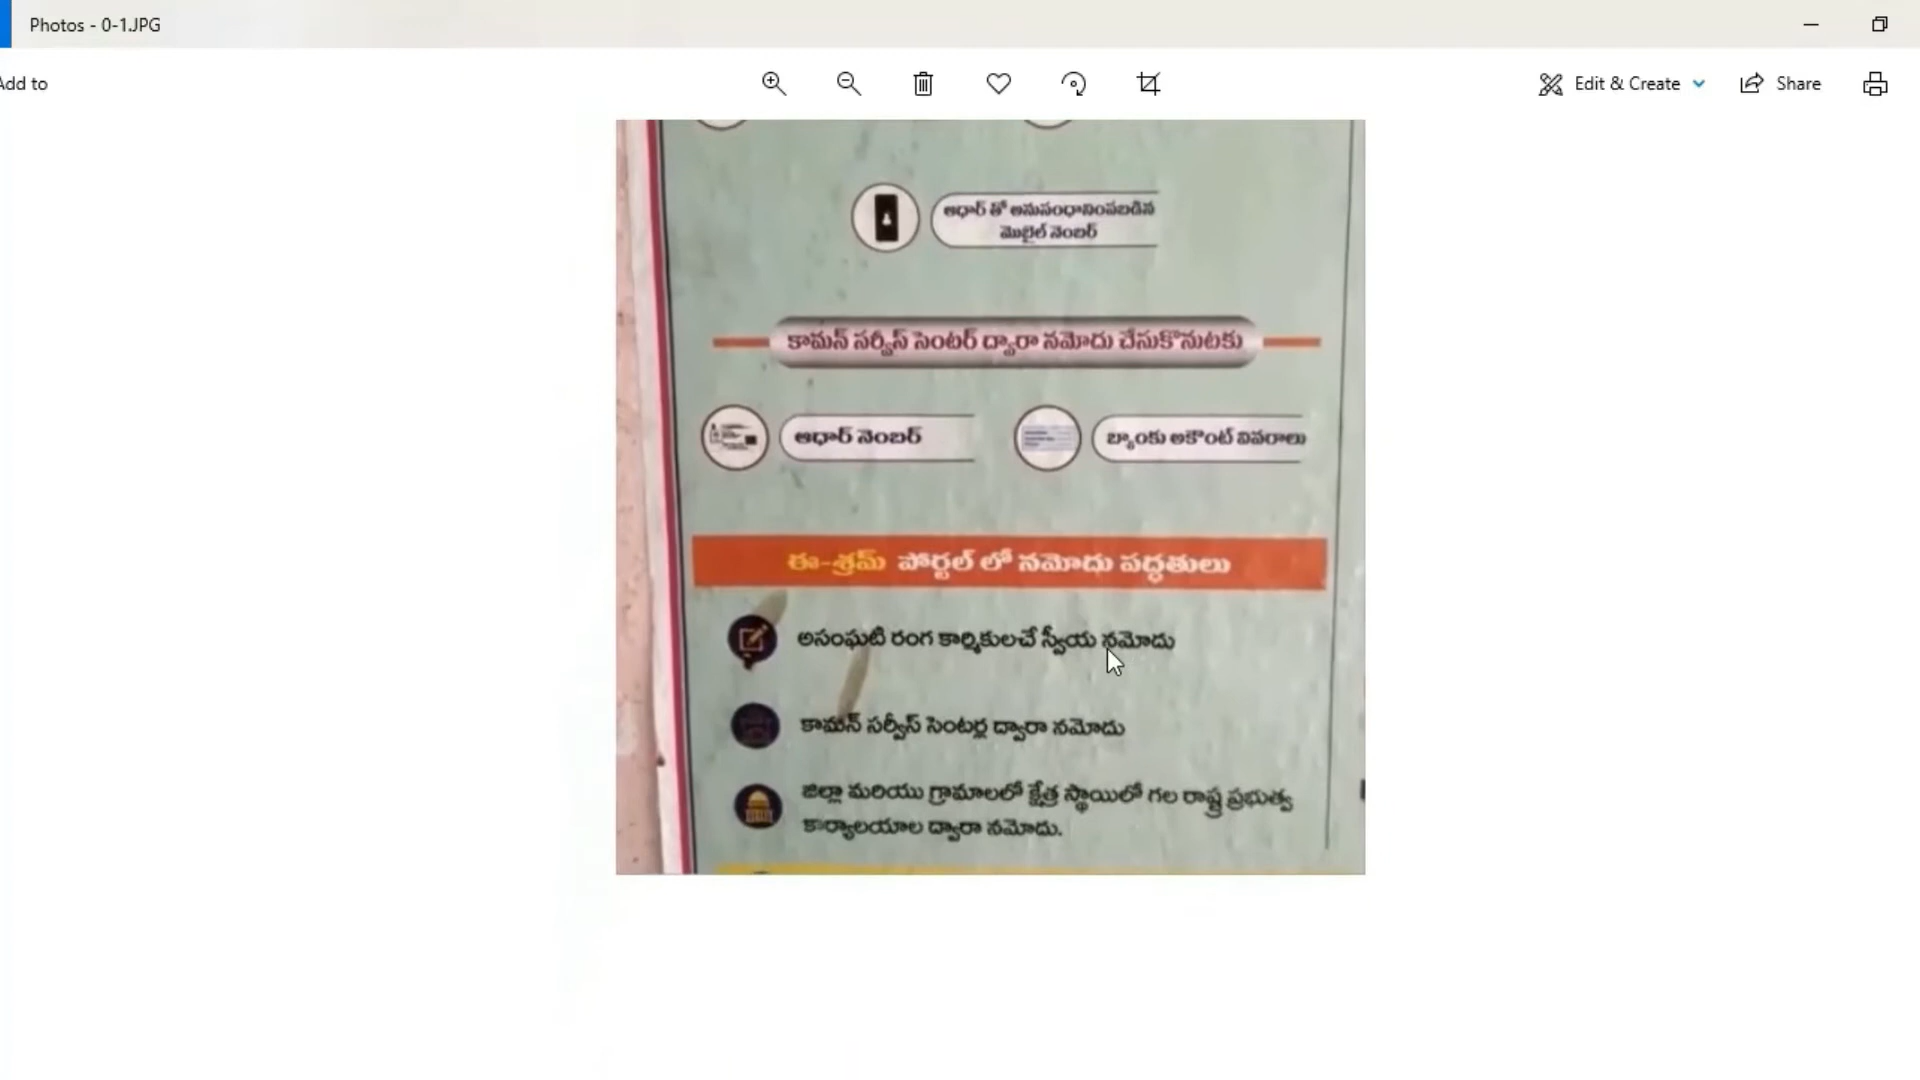 Photos - 0-1.JPG
Add to
Edit & Create
Share
ఆధార్ తో అనుసంధానింపబడిన
మొబైల్ నెంబర్
కామన్ సర్వీస్ సెంటర్ ద్వారా నమోదు చేసుకొనుటకు
ఆధార్ నెంబర్
బ్యాంకు అకౌంట్ వివరాలు
ఈ-శ్రమ్ పోర్టల్ లో నమోదు పద్ధతులు
అసంఘటి రంగ కార్మికులచే స్వీయ నమోదు
కామన్ సర్వీస్ సెంటర్ల ద్వారా నమోదు
జిల్లా మరియు గ్రామాలలో క్షేత్ర స్థాయిలో గల రాష్ట్ర ప్రభుత్వ
కార్యాలయాల ద్వారా నమోదు.